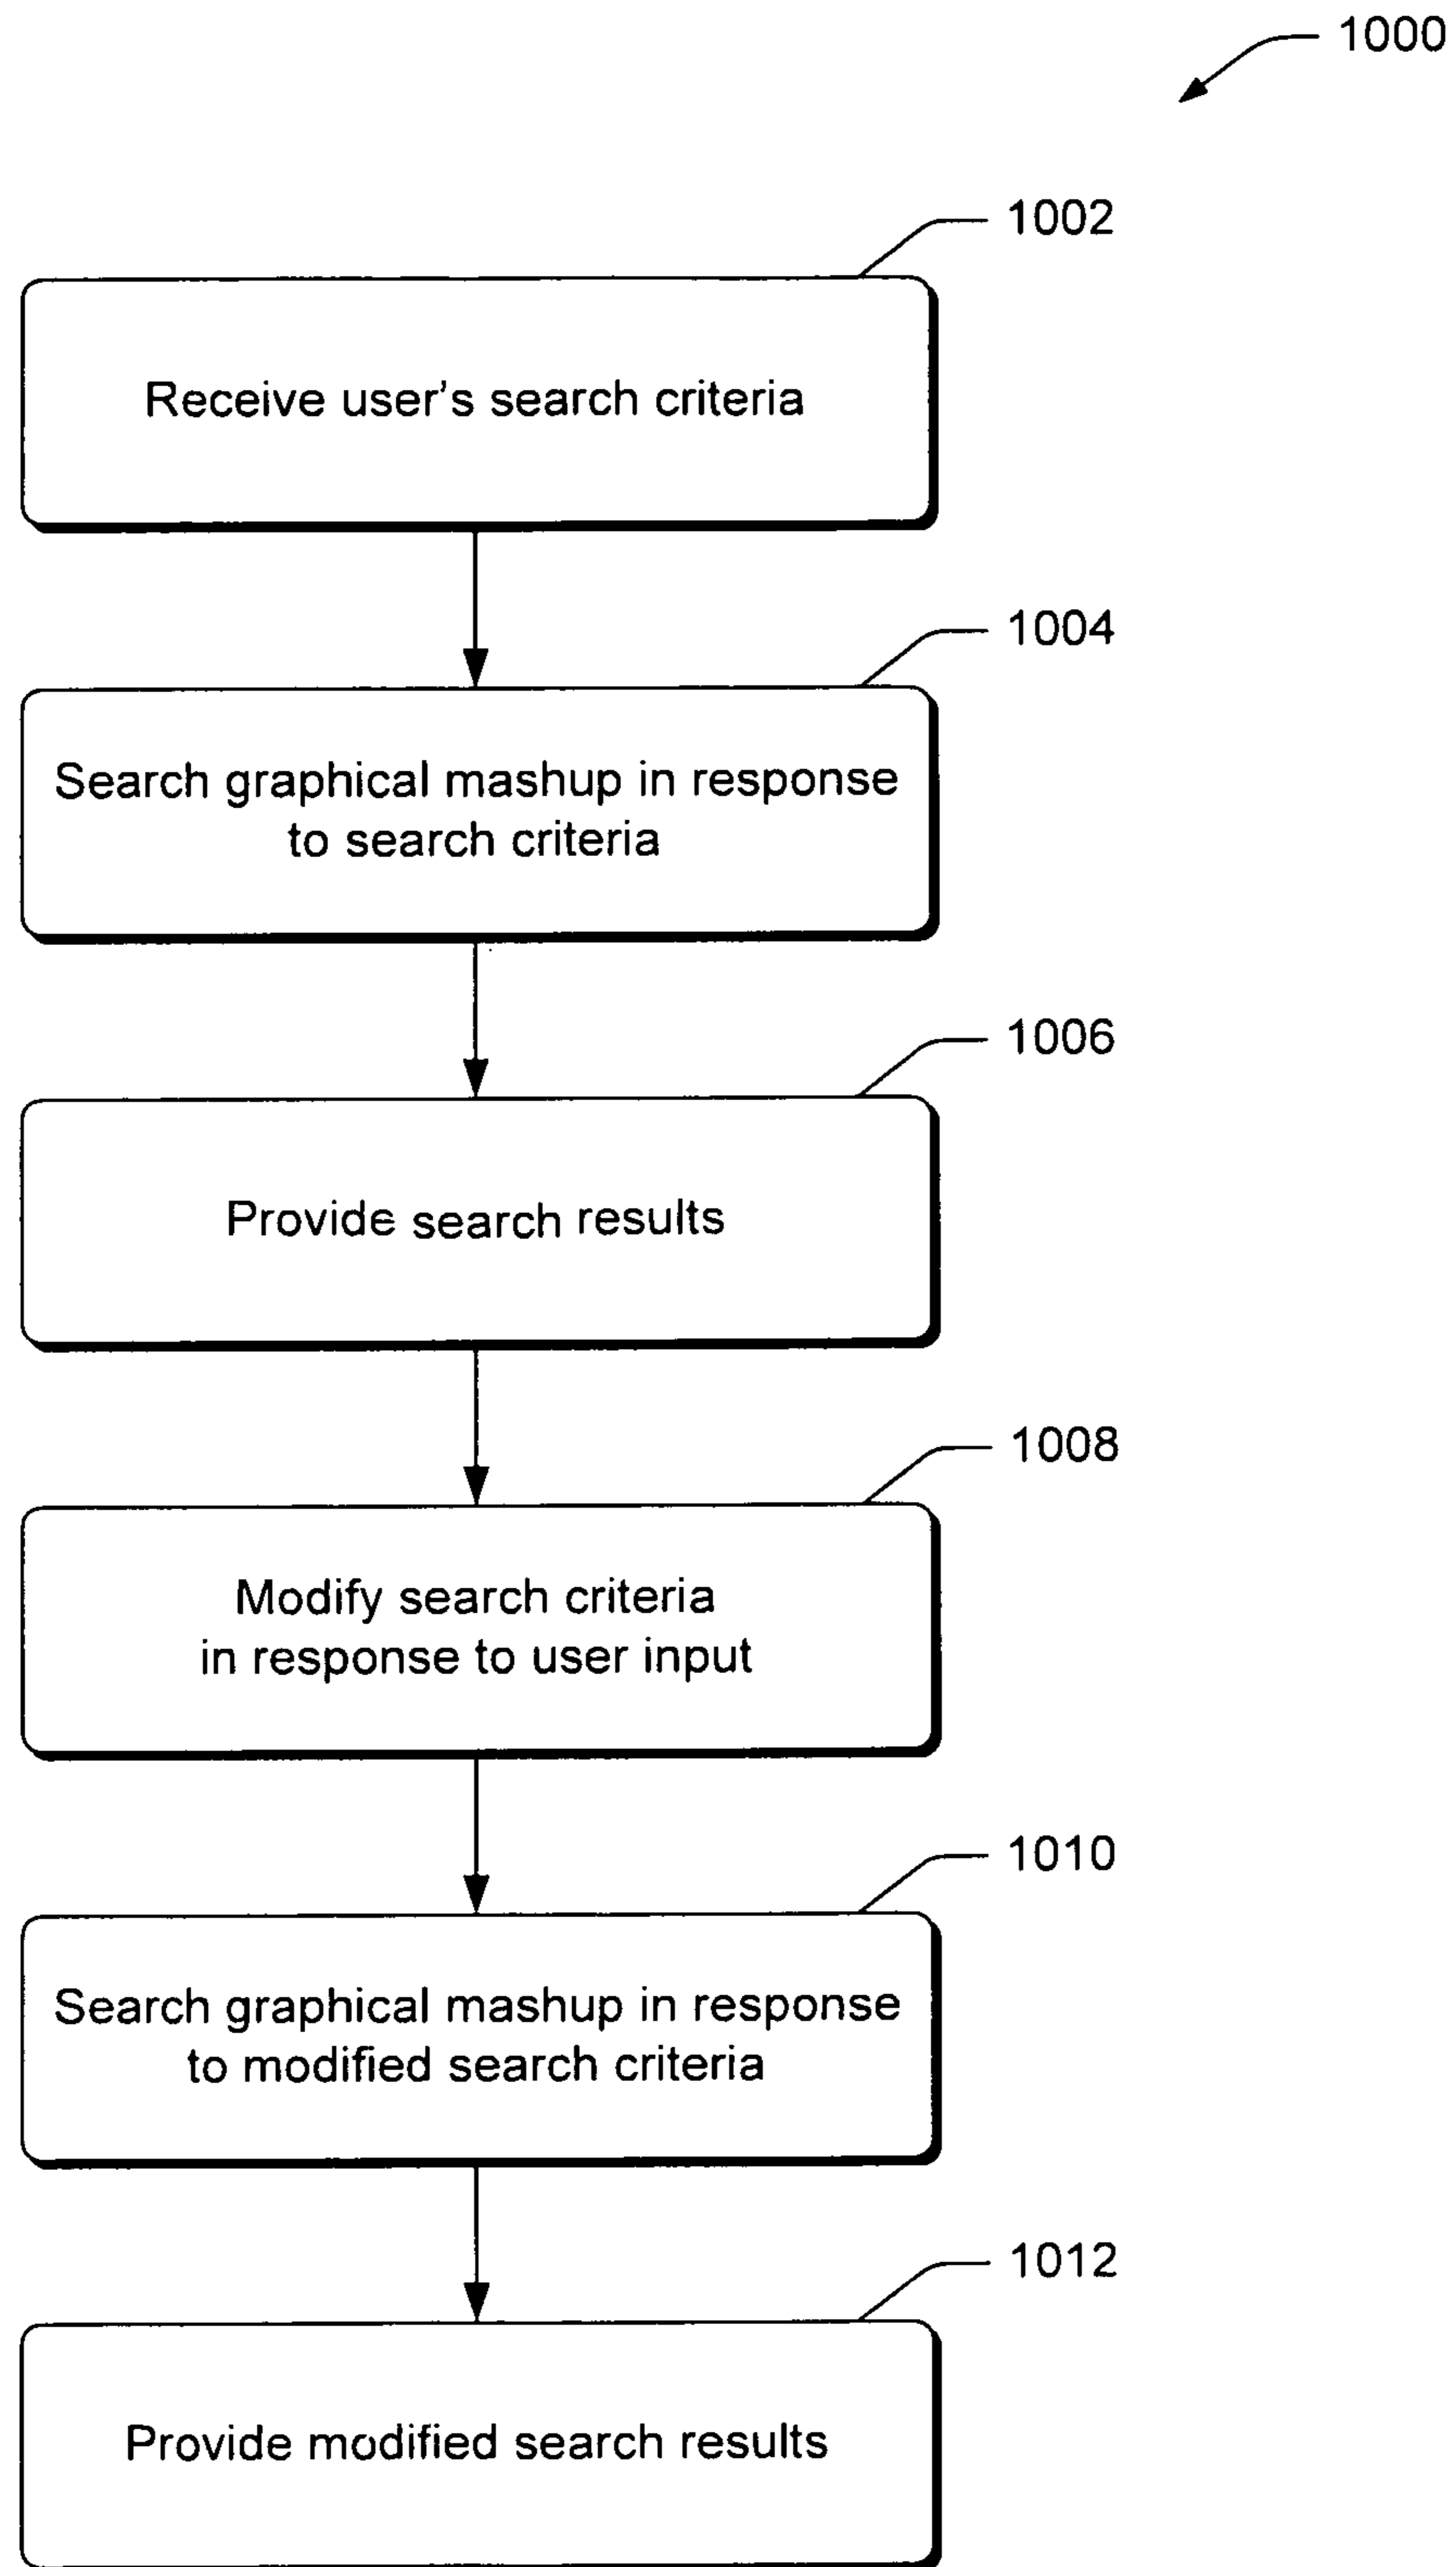 1000
1002
Receive user’s search criteria
1004
Search graphical mashup in response
to search criteria
1006
Provide search results
1008
Modify search criteria
in response to user input
1010
Search graphical mashup in response
to modified search criteria
1012
Provide modified search results